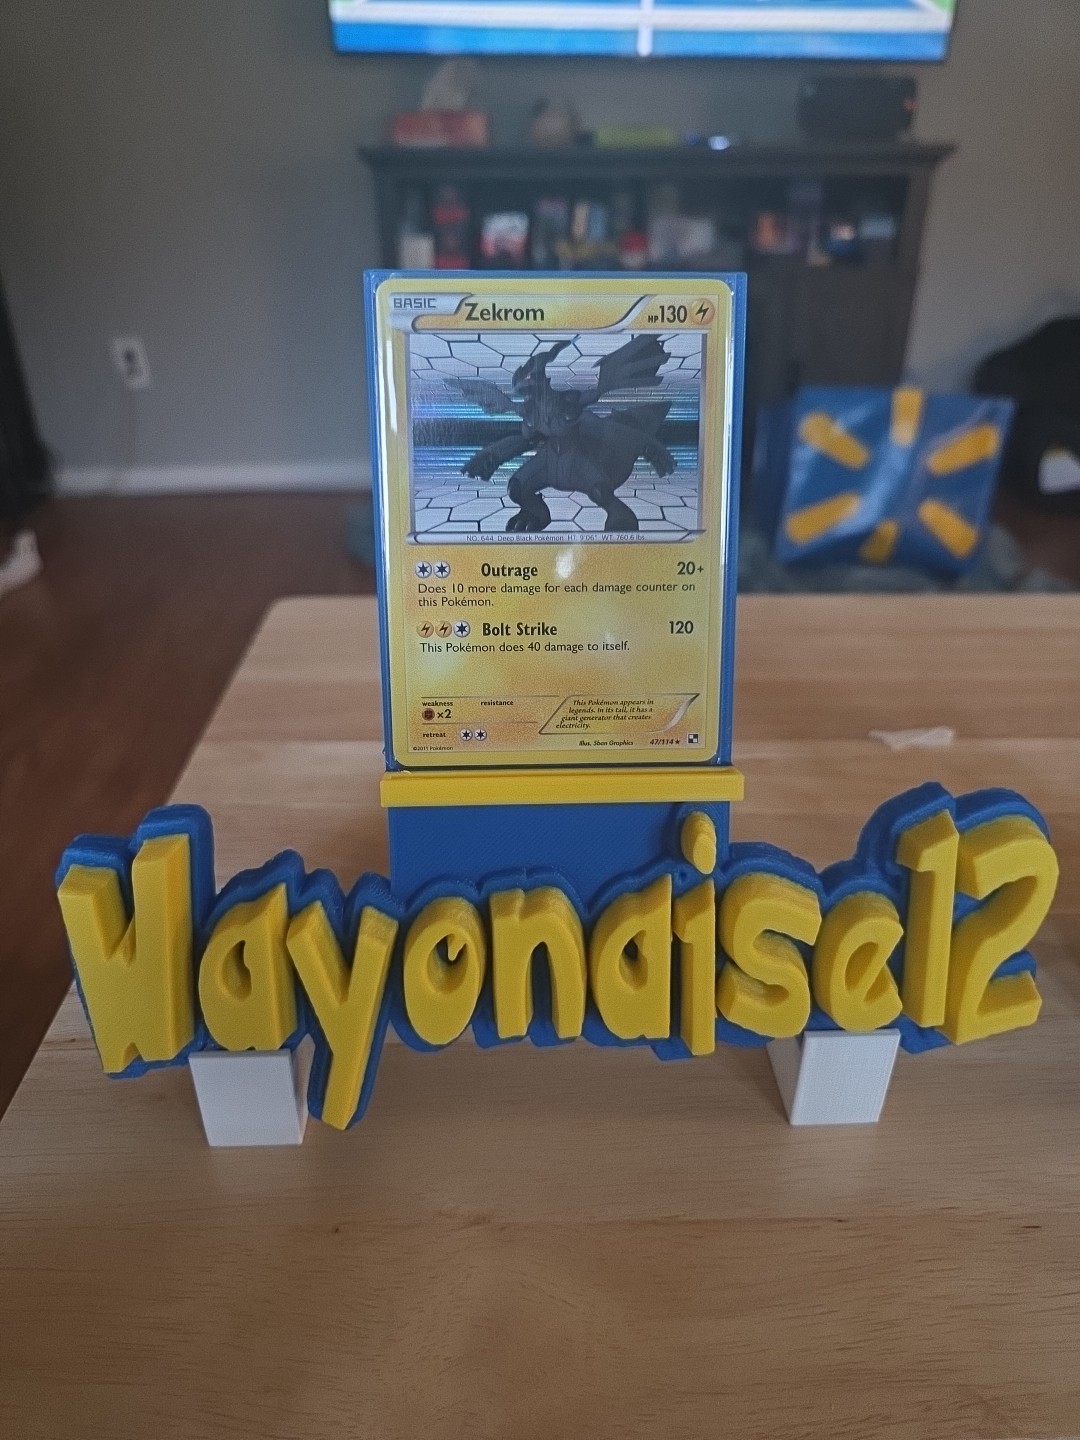 BASIC Zekrom HP130
NO. 644 Deep Black Pokémon HT: 9'06" WT: 760.6 lbs.
Outrage 20+
Does 10 more damage for each damage counter on
this Pokémon.
Bolt Strike 120
This Pokémon does 40 damage to itself.
weakness resistance
x2
retreat
This Pokémon appears in
legends. In its tail, it has a
giant generator that creates
electricity.
©2011 Pokémon
Illus. 5ban Graphics 47/114
Wayonaise12